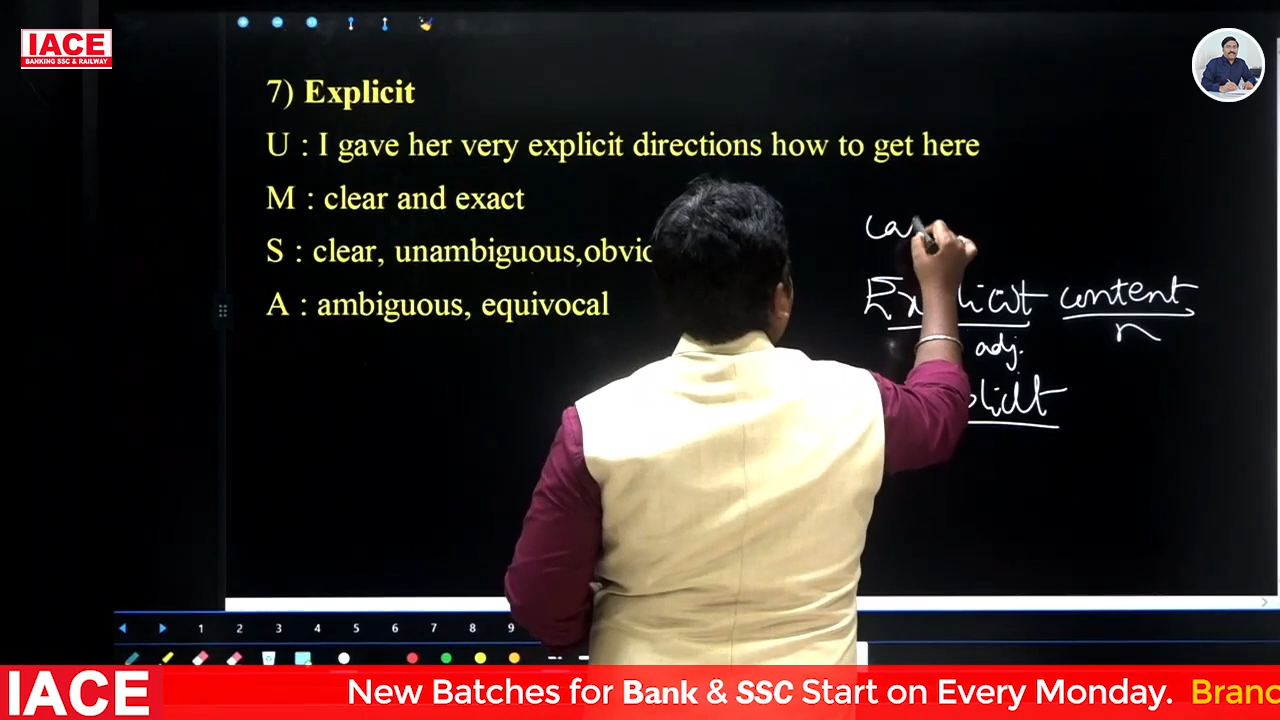 IACE
BANKING SSC & RAILWAY
7) Explicit
U : I gave her very explicit directions how to get here
M : clear and exact
S : clear, unambiguous,
A : ambiguous, equivocal
Explicit content
adj. n
1 2 3 4 5 6 7 8 9
IACE New Batches for Bank & SSC Start on Every Monday.